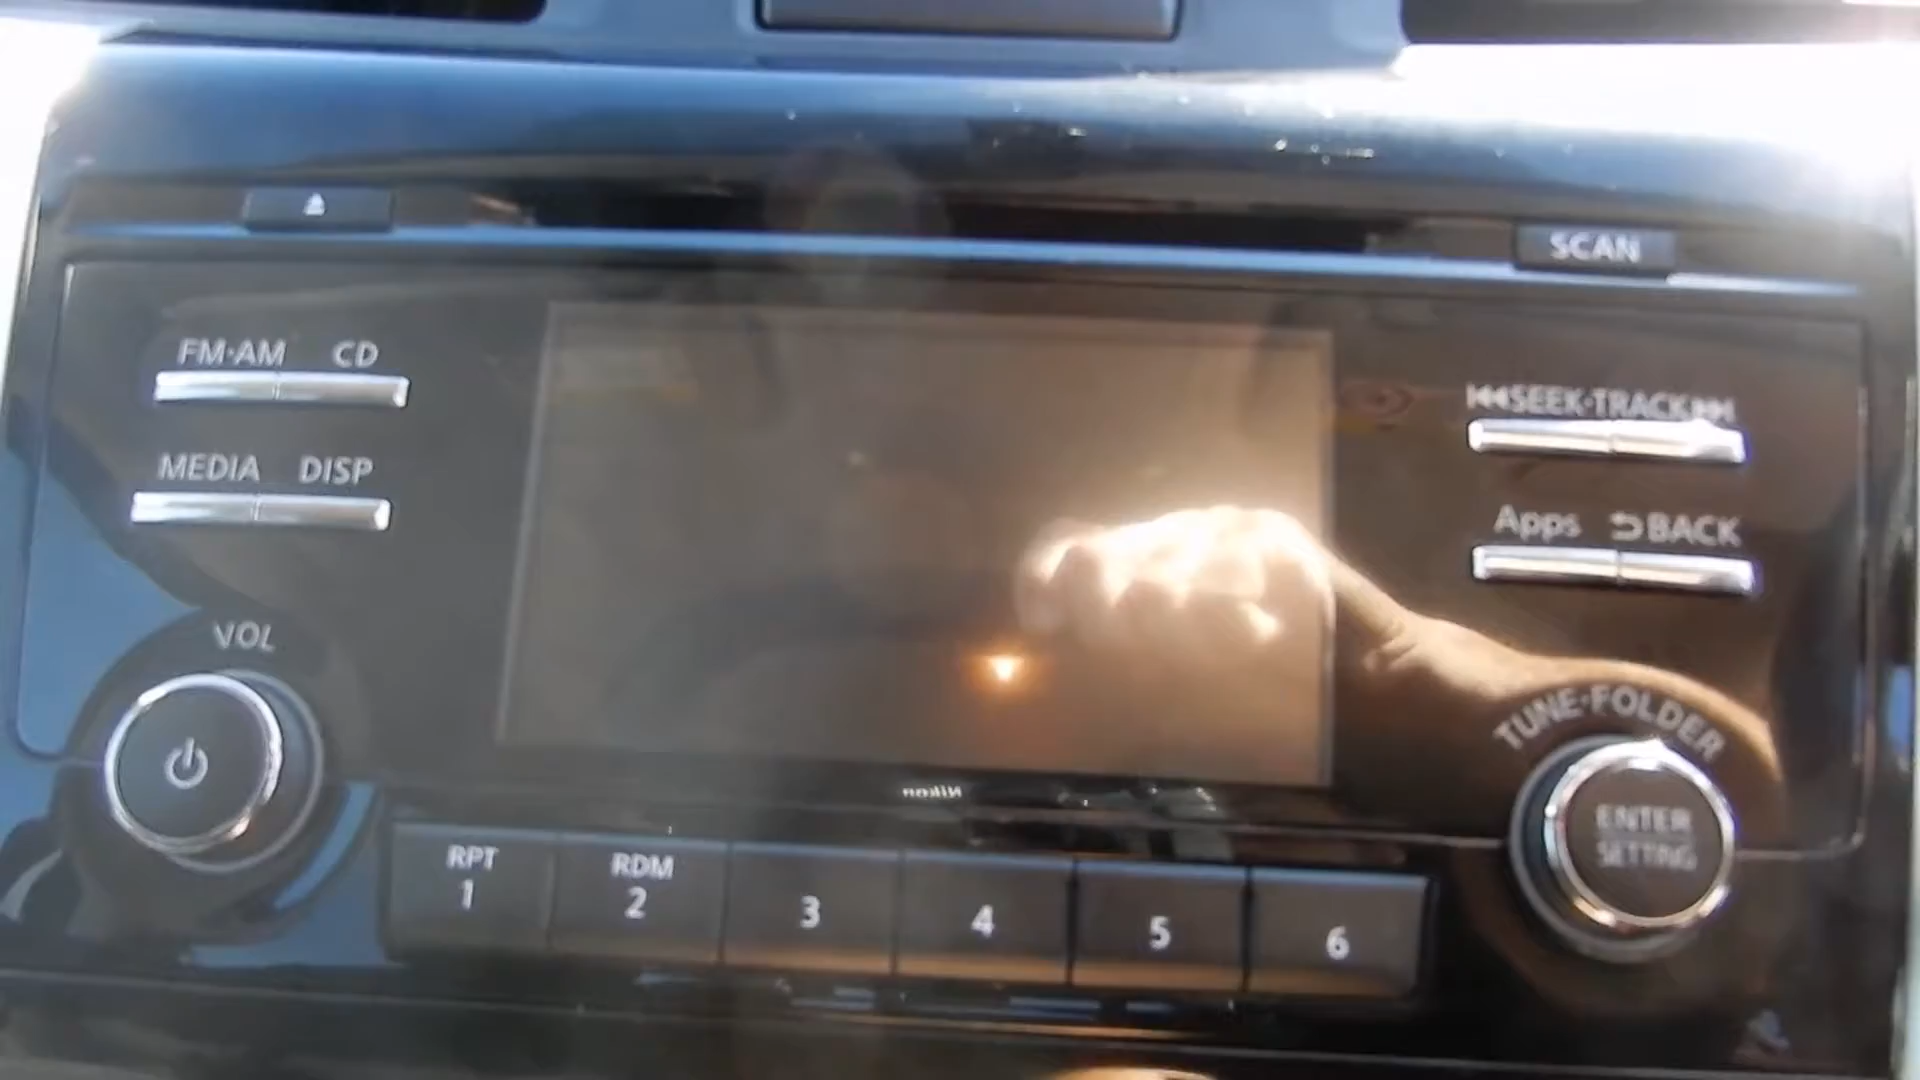 SCAN
FM·AM CD
SEEK·TRACK
MEDIA DISP
Apps BACK
VOL
TUNE·FOLDER
ENTER
SETTING
Nikon
RPT
1
RDM
2
3
4
5
6